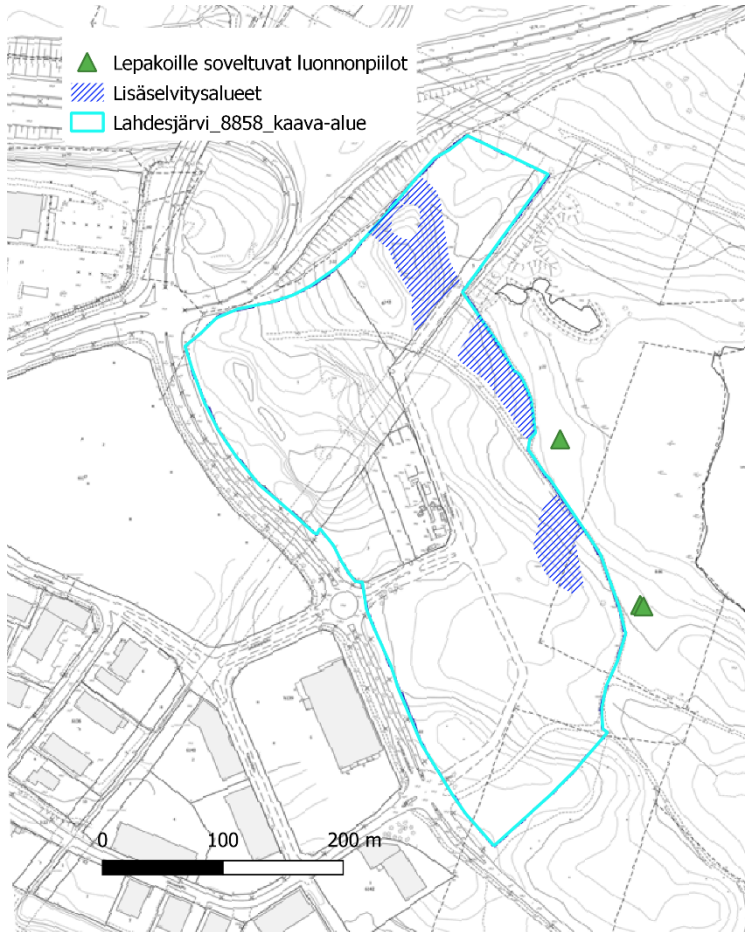 Lepakoille soveltuvat luonnonpiilot
Lisäselvitysalueet
Lahdesjärvi_8858_kaava-alue
0 100 200 m